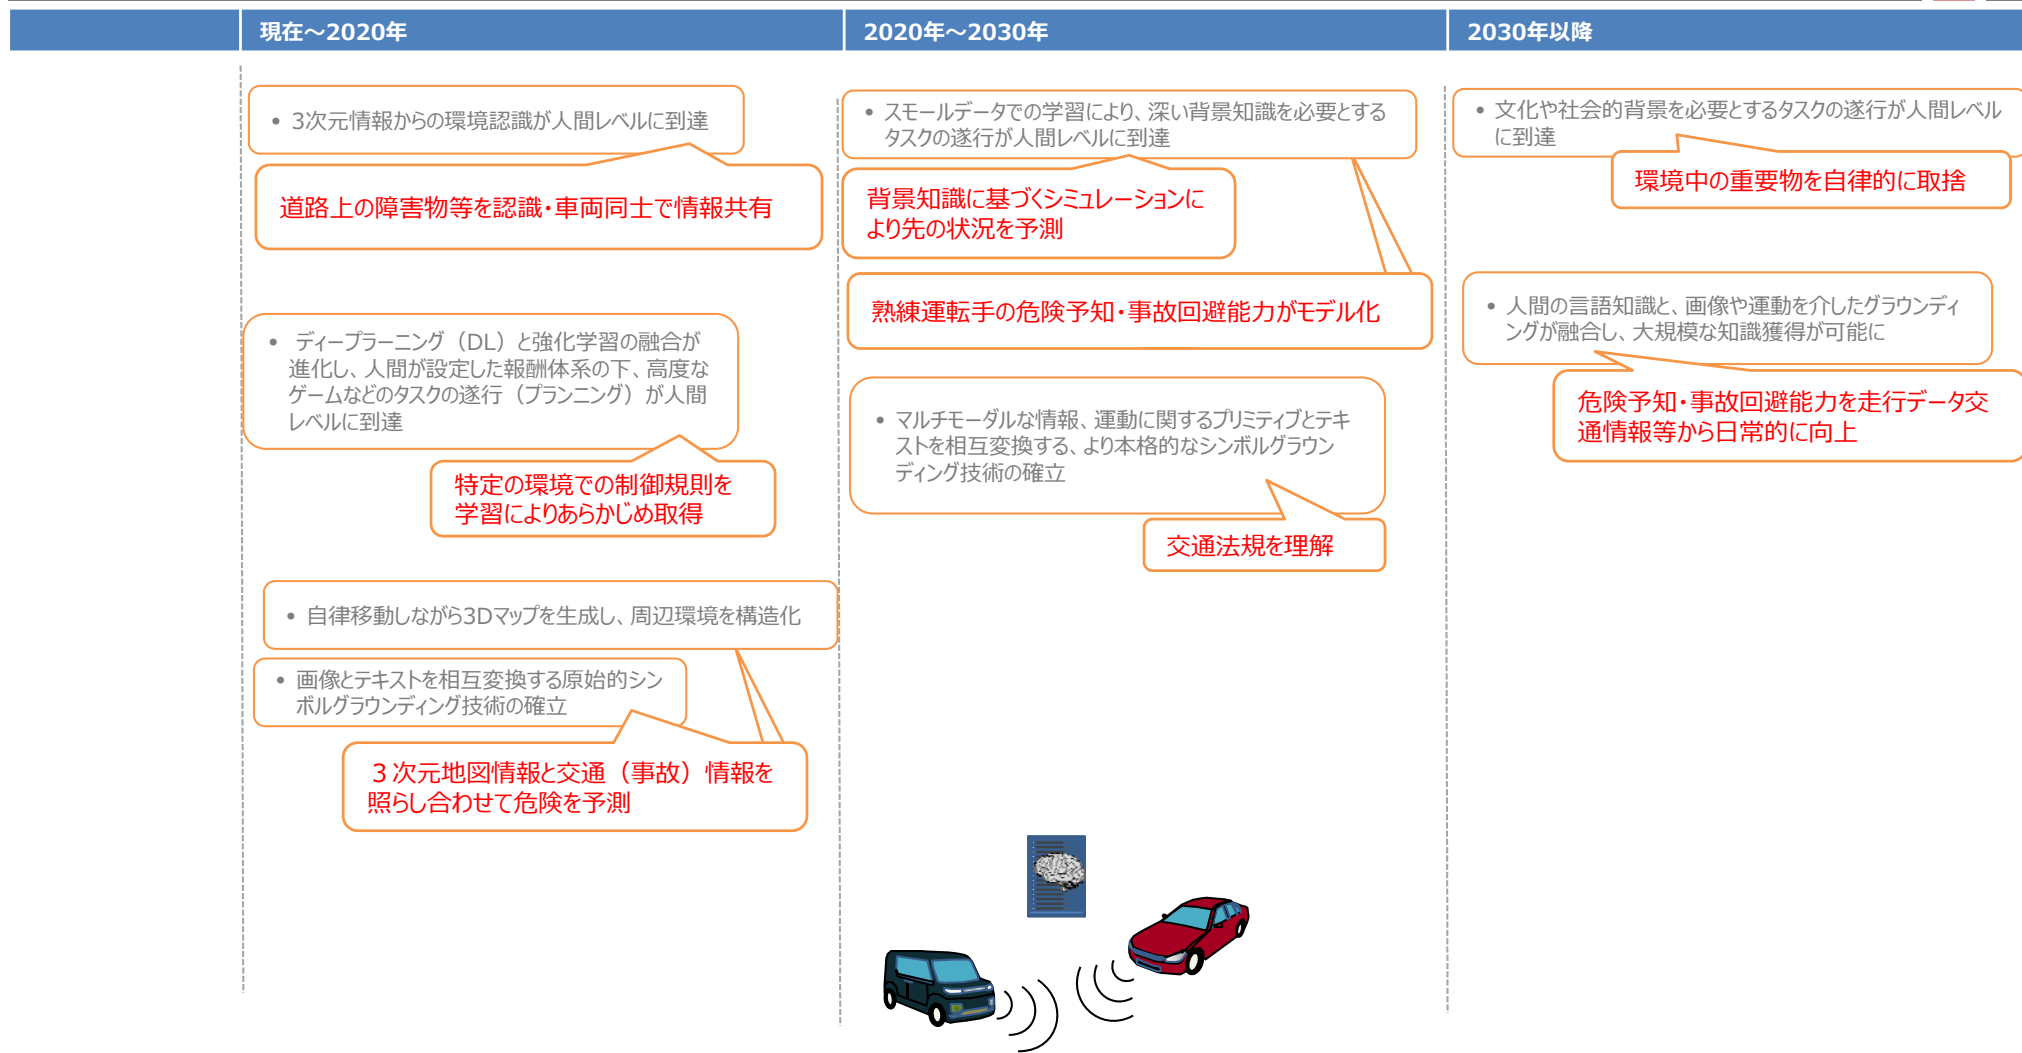 現在～2020年
2020年～2030年
2030年以降
• 3次元情報からの環境認識が人間レベルに到達
道路上の障害物等を認識・車両同士で情報共有
• ディープラーニング（DL）と強化学習の融合が
進化し、人間が設定した報酬体系の下、高度な
ゲームなどのタスクの遂行（プランニング）が人間
レベルに到達
特定の環境での制御規則を
学習によりあらかじめ取得
• 自律移動しながら3Dマップを生成し、周辺環境を構造化
• 画像とテキストを相互変換する原始的シン
ボルグラウンディング技術の確立
３次元地図情報と交通（事故）情報を
照らし合わせて危険を予測
• スモールデータでの学習により、深い背景知識を必要とする
タスクの遂行が人間レベルに到達
背景知識に基づくシミュレーションに
より先の状況を予測
熟練運転手の危険予知・事故回避能力がモデル化
• マルチモーダルな情報、運動に関するプリミティブとテキ
ストを相互変換する、より本格的なシンボルグラウン
ディング技術の確立
交通法規を理解
• 文化や社会的背景を必要とするタスクの遂行が人間レベル
に到達
環境中の重要物を自律的に取捨
• 人間の言語知識と、画像や運動を介したグラウンディ
ングが融合し、大規模な知識獲得が可能に
危険予知・事故回避能力を走行データ交
通情報等から日常的に向上